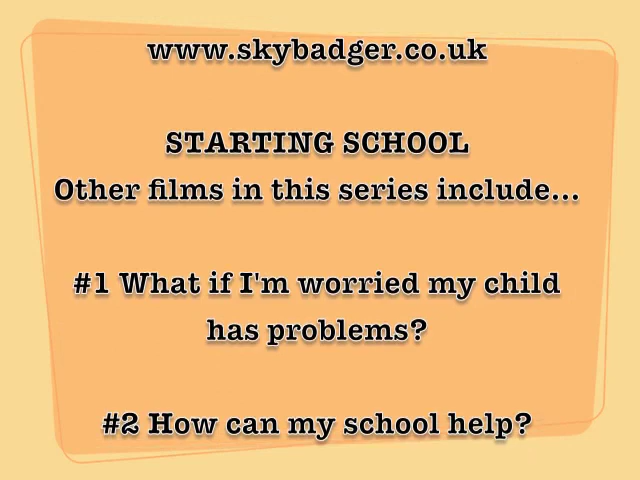 www.skybadger.co.uk
STARTING SCHOOL
Other films in this series include...
#1 What if I'm worried my child
has problems?
#2 How can my school help?